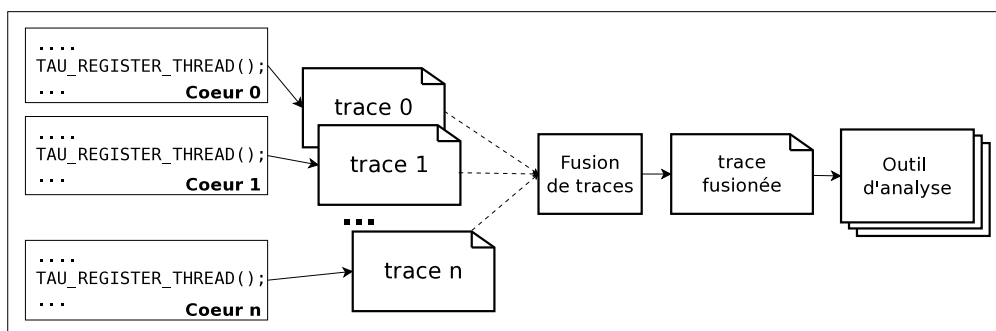 ....
TAU_REGISTER_THREAD();
...
Coeur 0
....
TAU_REGISTER_THREAD();
...
Coeur 1
....
TAU_REGISTER_THREAD();
...
Coeur n
trace 0
trace 1
...
trace n
Fusion
de traces
trace
fusionée
Outil
d'analyse